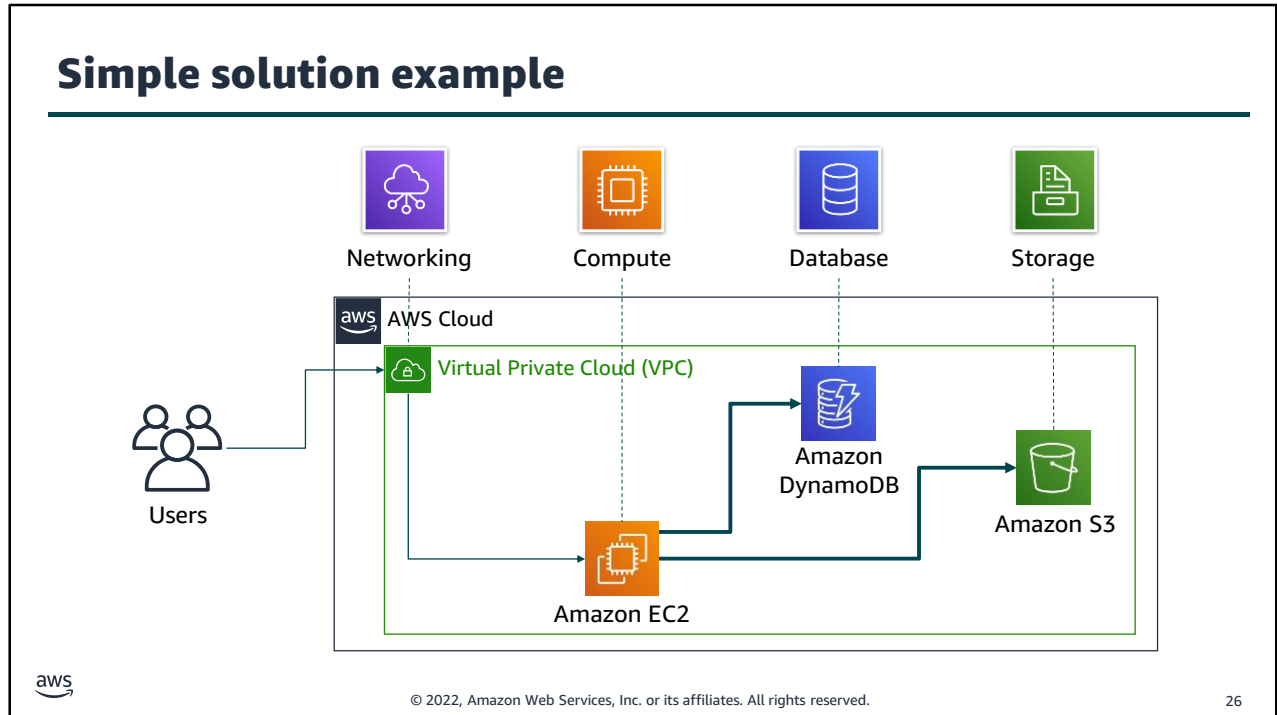 Simple solution example
Networking
Compute
Database
Storage
aws
AWS Cloud
Virtual Private Cloud (VPC)
Users
Amazon
DynamoDB
Amazon S3
Amazon EC2
aws
© 2022, Amazon Web Services, Inc. or its affiliates. All rights reserved.
26